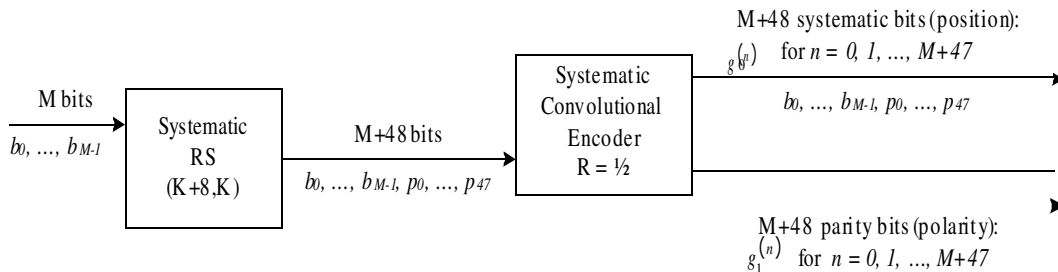 M bits
b0, ..., bM-1
Systematic
RS
(K+8,K)
M+48 bits
b0, ..., bM-1, p0, ..., p47
Systematic
Convolutional
Encoder
R = ½
M+48 systematic bits (position):
g0(n) for n = 0, 1, ..., M+47
b0, ..., bM-1, p0, ..., p47
M+48 parity bits (polarity):
g1(n) for n = 0, 1, ..., M+47